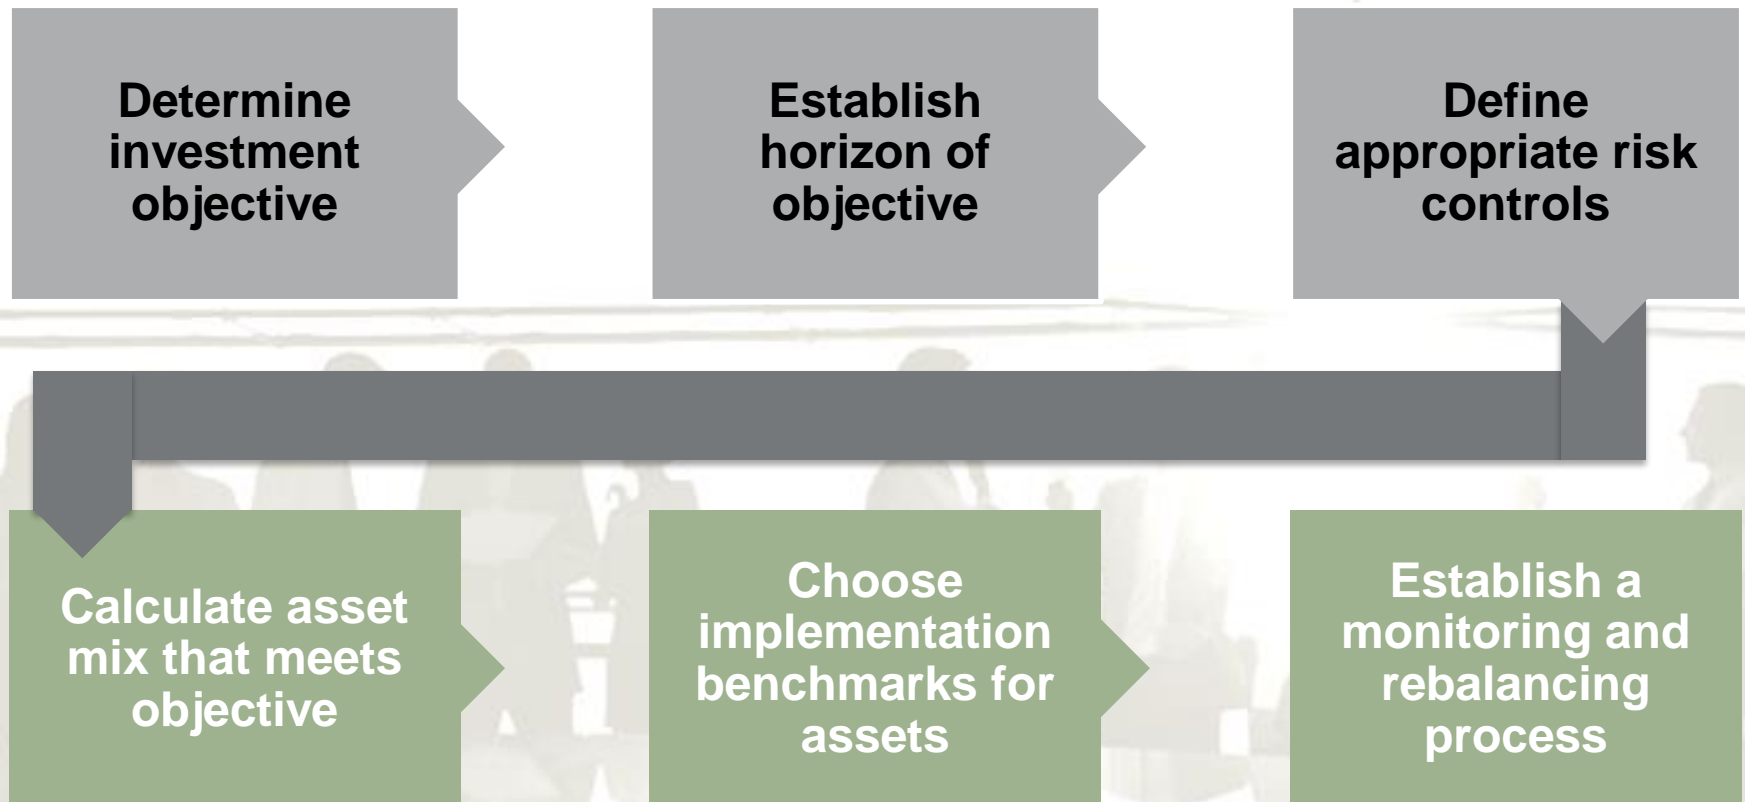 Determine
investment
objective
Establish
horizon of
objective
Define
appropriate risk
controls
Calculate asset
mix that meets
objective
Choose
implementation
benchmarks for
assets
Establish a
monitoring and
rebalancing
process